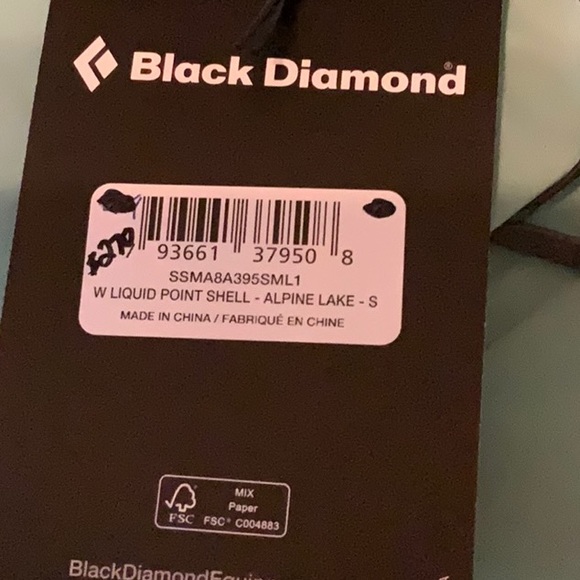 Black Diamond®
$270
93661 37950 8
SSMA8A395SML1
W LIQUID POINT SHELL - ALPINE LAKE - S
MADE IN CHINA / FABRIQUÉ EN CHINE
MIX
Paper
FSC FSC® C004883